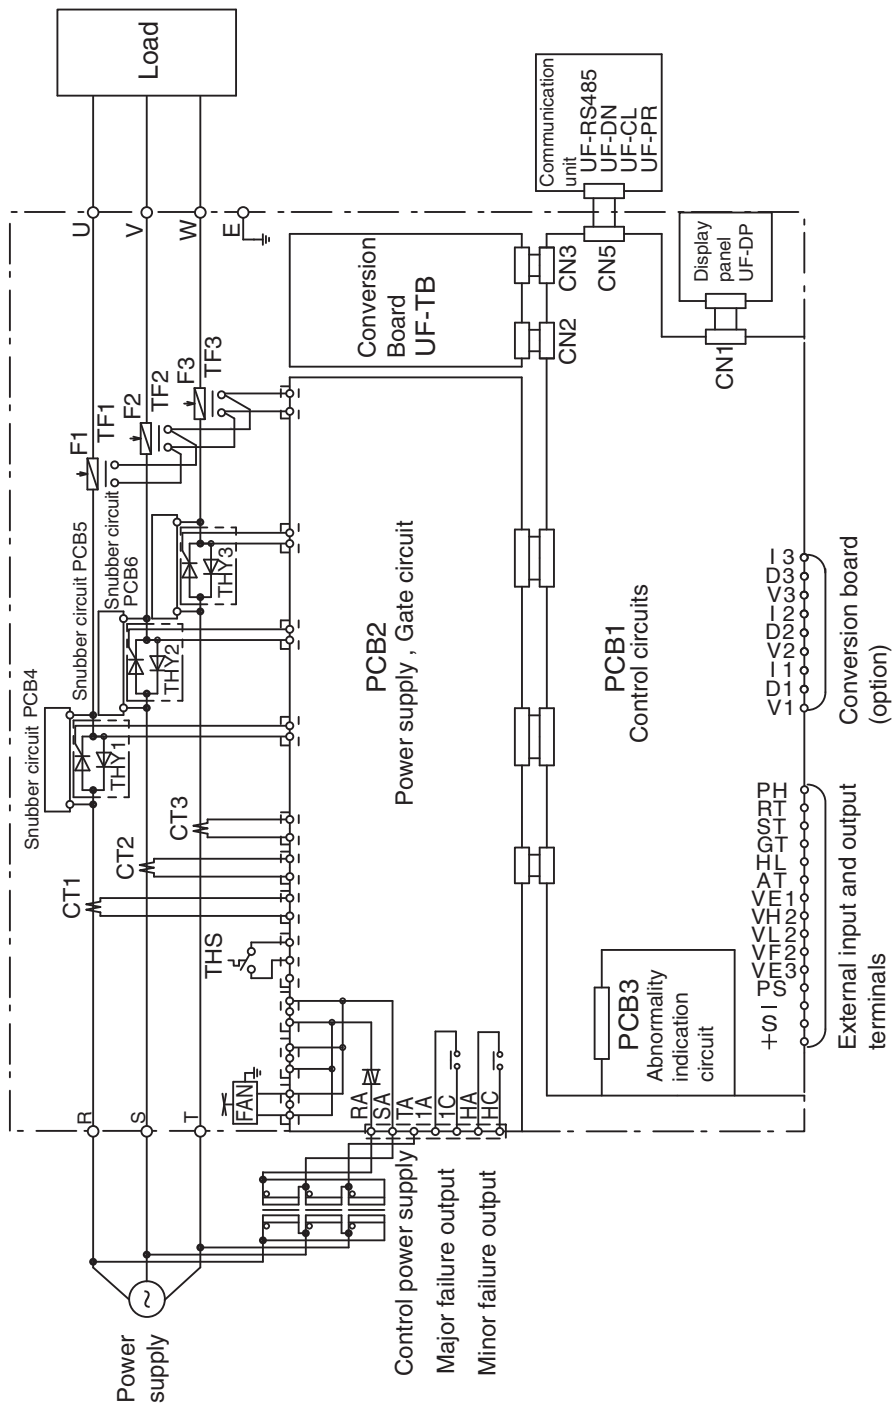 Power
supply
~
R
S
T
Load
U
V
W
E
CT1
CT2
CT3
Snubber circuit PCB4
THY1
Snubber circuit PCB5
THY2
Snubber circuit
PCB6
THY3
F1
TF1
F2
TF2
F3
TF3
FAN
THS
RA
SA
TA
1A
1C
HA
HC
Control power supply
Major failure output
Minor failure output
PCB2
Power supply , Gate circuit
Conversion
Board
UF-TB
CN2
CN3
CN5
Communication
unit
UF-RS485
UF-DN
UF-CL
UF-PR
Display
panel
UF-DP
CN1
PCB1
Control circuits
PCB3
Abnormality
indication
circuit
+
S
–
PS
VE3
VF2
VL2
VH2
VE1
AT
HL
GT
ST
RT
PH
External input and output
terminals
V1
D1
I1
V2
D2
I2
V3
D3
I3
Conversion board
(option)